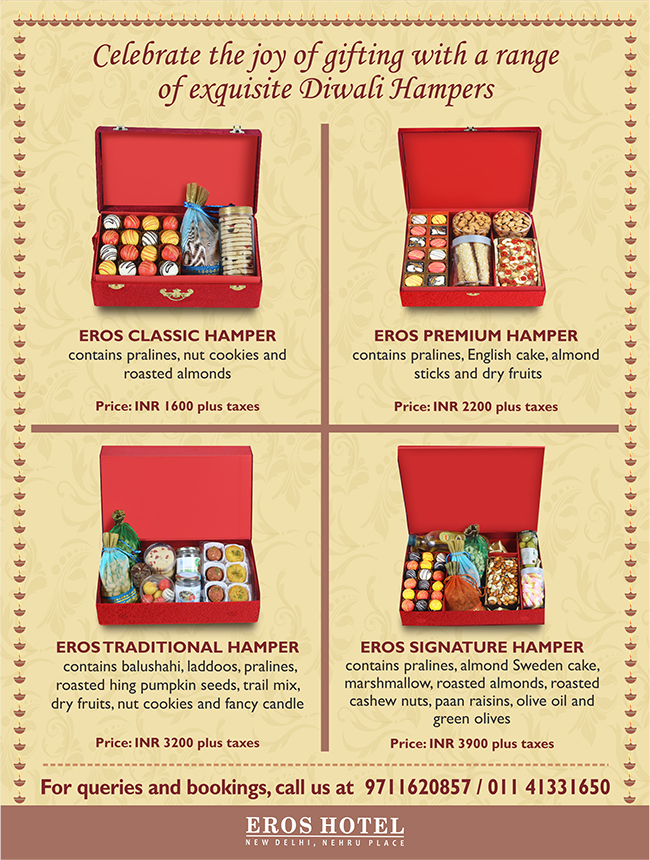 Celebrate the joy of gifting with a range
of exquisite Diwali Hampers
EROS CLASSIC HAMPER
contains pralines, nut cookies and
roasted almonds
Price: INR 1600 plus taxes
EROS PREMIUM HAMPER
contains pralines, English cake, almond
sticks and dry fruits
Price: INR 2200 plus taxes
EROS TRADITIONAL HAMPER
contains balushahi, laddoos, pralines,
roasted hing pumpkin seeds, trail mix,
dry fruits, nut cookies and fancy candle
Price: INR 3200 plus taxes
EROS SIGNATURE HAMPER
contains pralines, almond Sweden cake,
marshmallow, roasted almonds, roasted
cashew nuts, paan raisins, olive oil and
green olives
Price: INR 3900 plus taxes
For queries and bookings, call us at 9711620857 / 011 41331650
EROS HOTEL
NEW DELHI, NEHRU PLACE